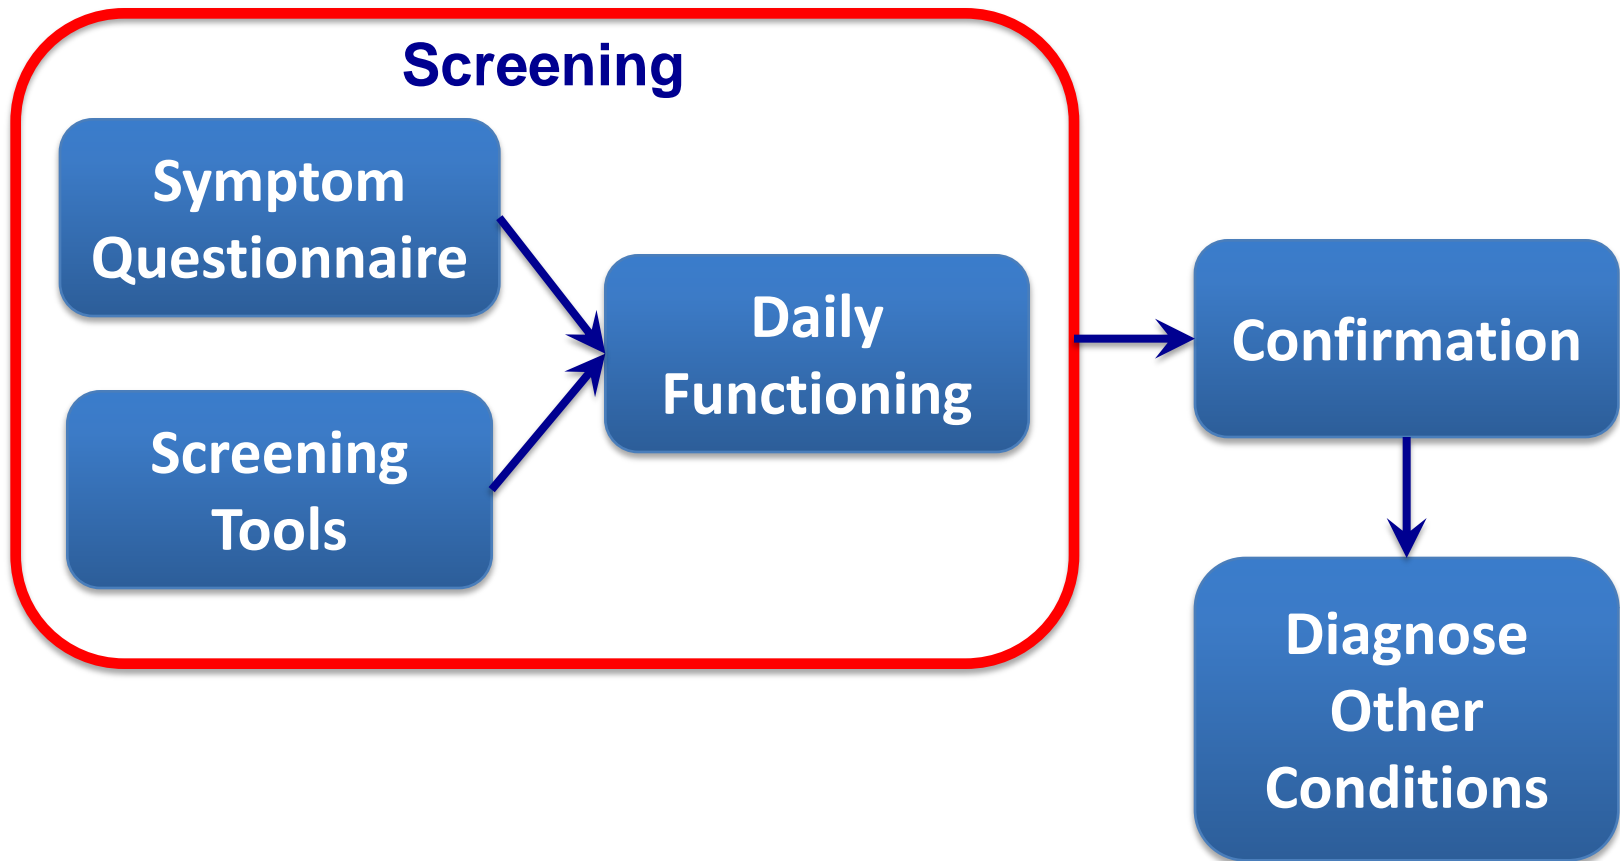 Screening
Symptom
Questionnaire
Screening
Tools
Daily
Functioning
Confirmation
Diagnose
Other
Conditions